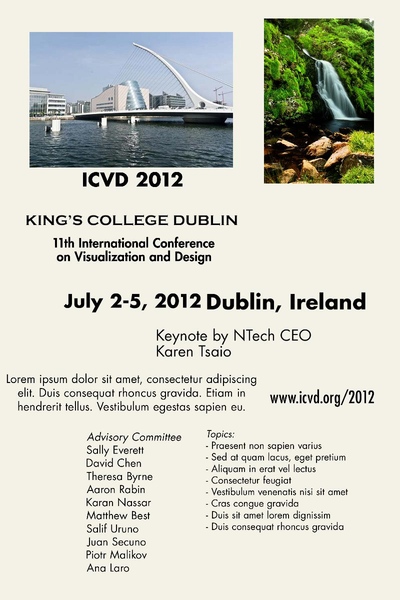 ICVD 2012
KING'S COLLEGE DUBLIN
11th International Conference
on Visualization and Design
July 2-5, 2012 Dublin, Ireland
Keynote by NTech CEO
Karen Tsaio
Lorem ipsum dolor sit amet, consectetur adipiscing
elit. Duis consequat rhoncus gravida. Etiam in
hendrerit tellus. Vestibulum egestas sapien eu.
www.icvd.org/2012
Advisory Committee
Sally Everett
David Chen
Theresa Byrne
Aaron Rabin
Karan Nassar
Matthew Best
Salif Uruno
Juan Secuno
Piotr Malikov
Ana Laro
Topics:
- Praesent non sapien varius
- Sed at quam lacus, eget pretium
- Aliquam in erat vel lectus
- Consectetur feugiat
- Vestibulum venenatis nisi sit amet
- Cras congue gravida
- Duis sit amet lorem dignissim
- Duis consequat rhoncus gravida